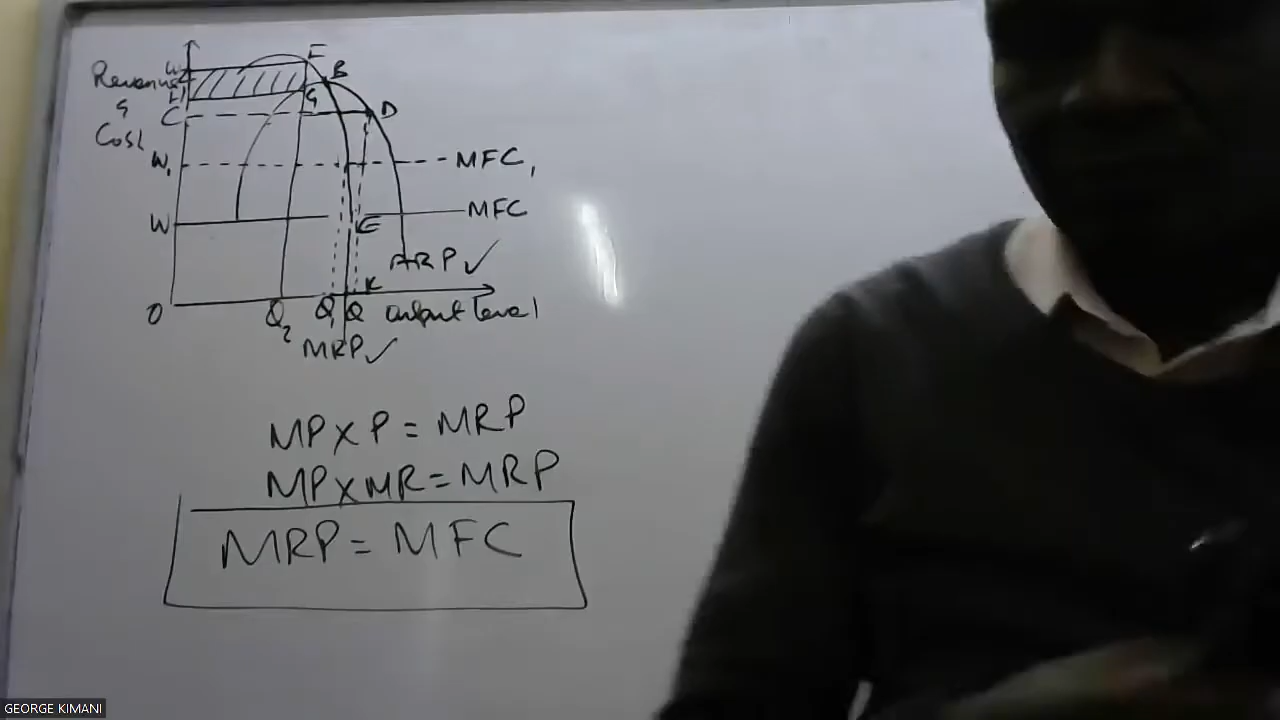 F
W2
B
Revenue
H
G
&
C
D
Cost
W1
MFC1
W
MFC
E
ARP✓
K
O
Q2
Q1
Q
output level
MRP✓
MP X P = MRP
MP X MR = MRP
MRP = MFC
GEORGE KIMANI